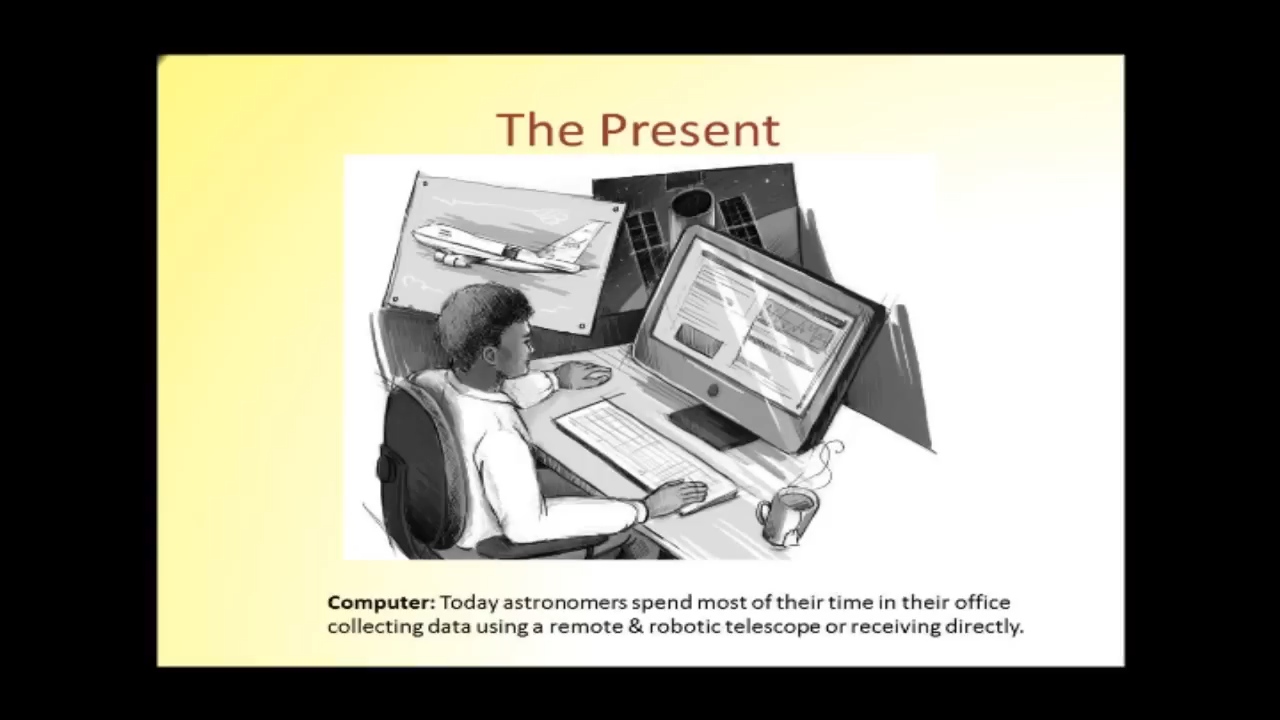 The Present
Computer: Today astronomers spend most of their time in their office
collecting data using a remote & robotic telescope or receiving directly.